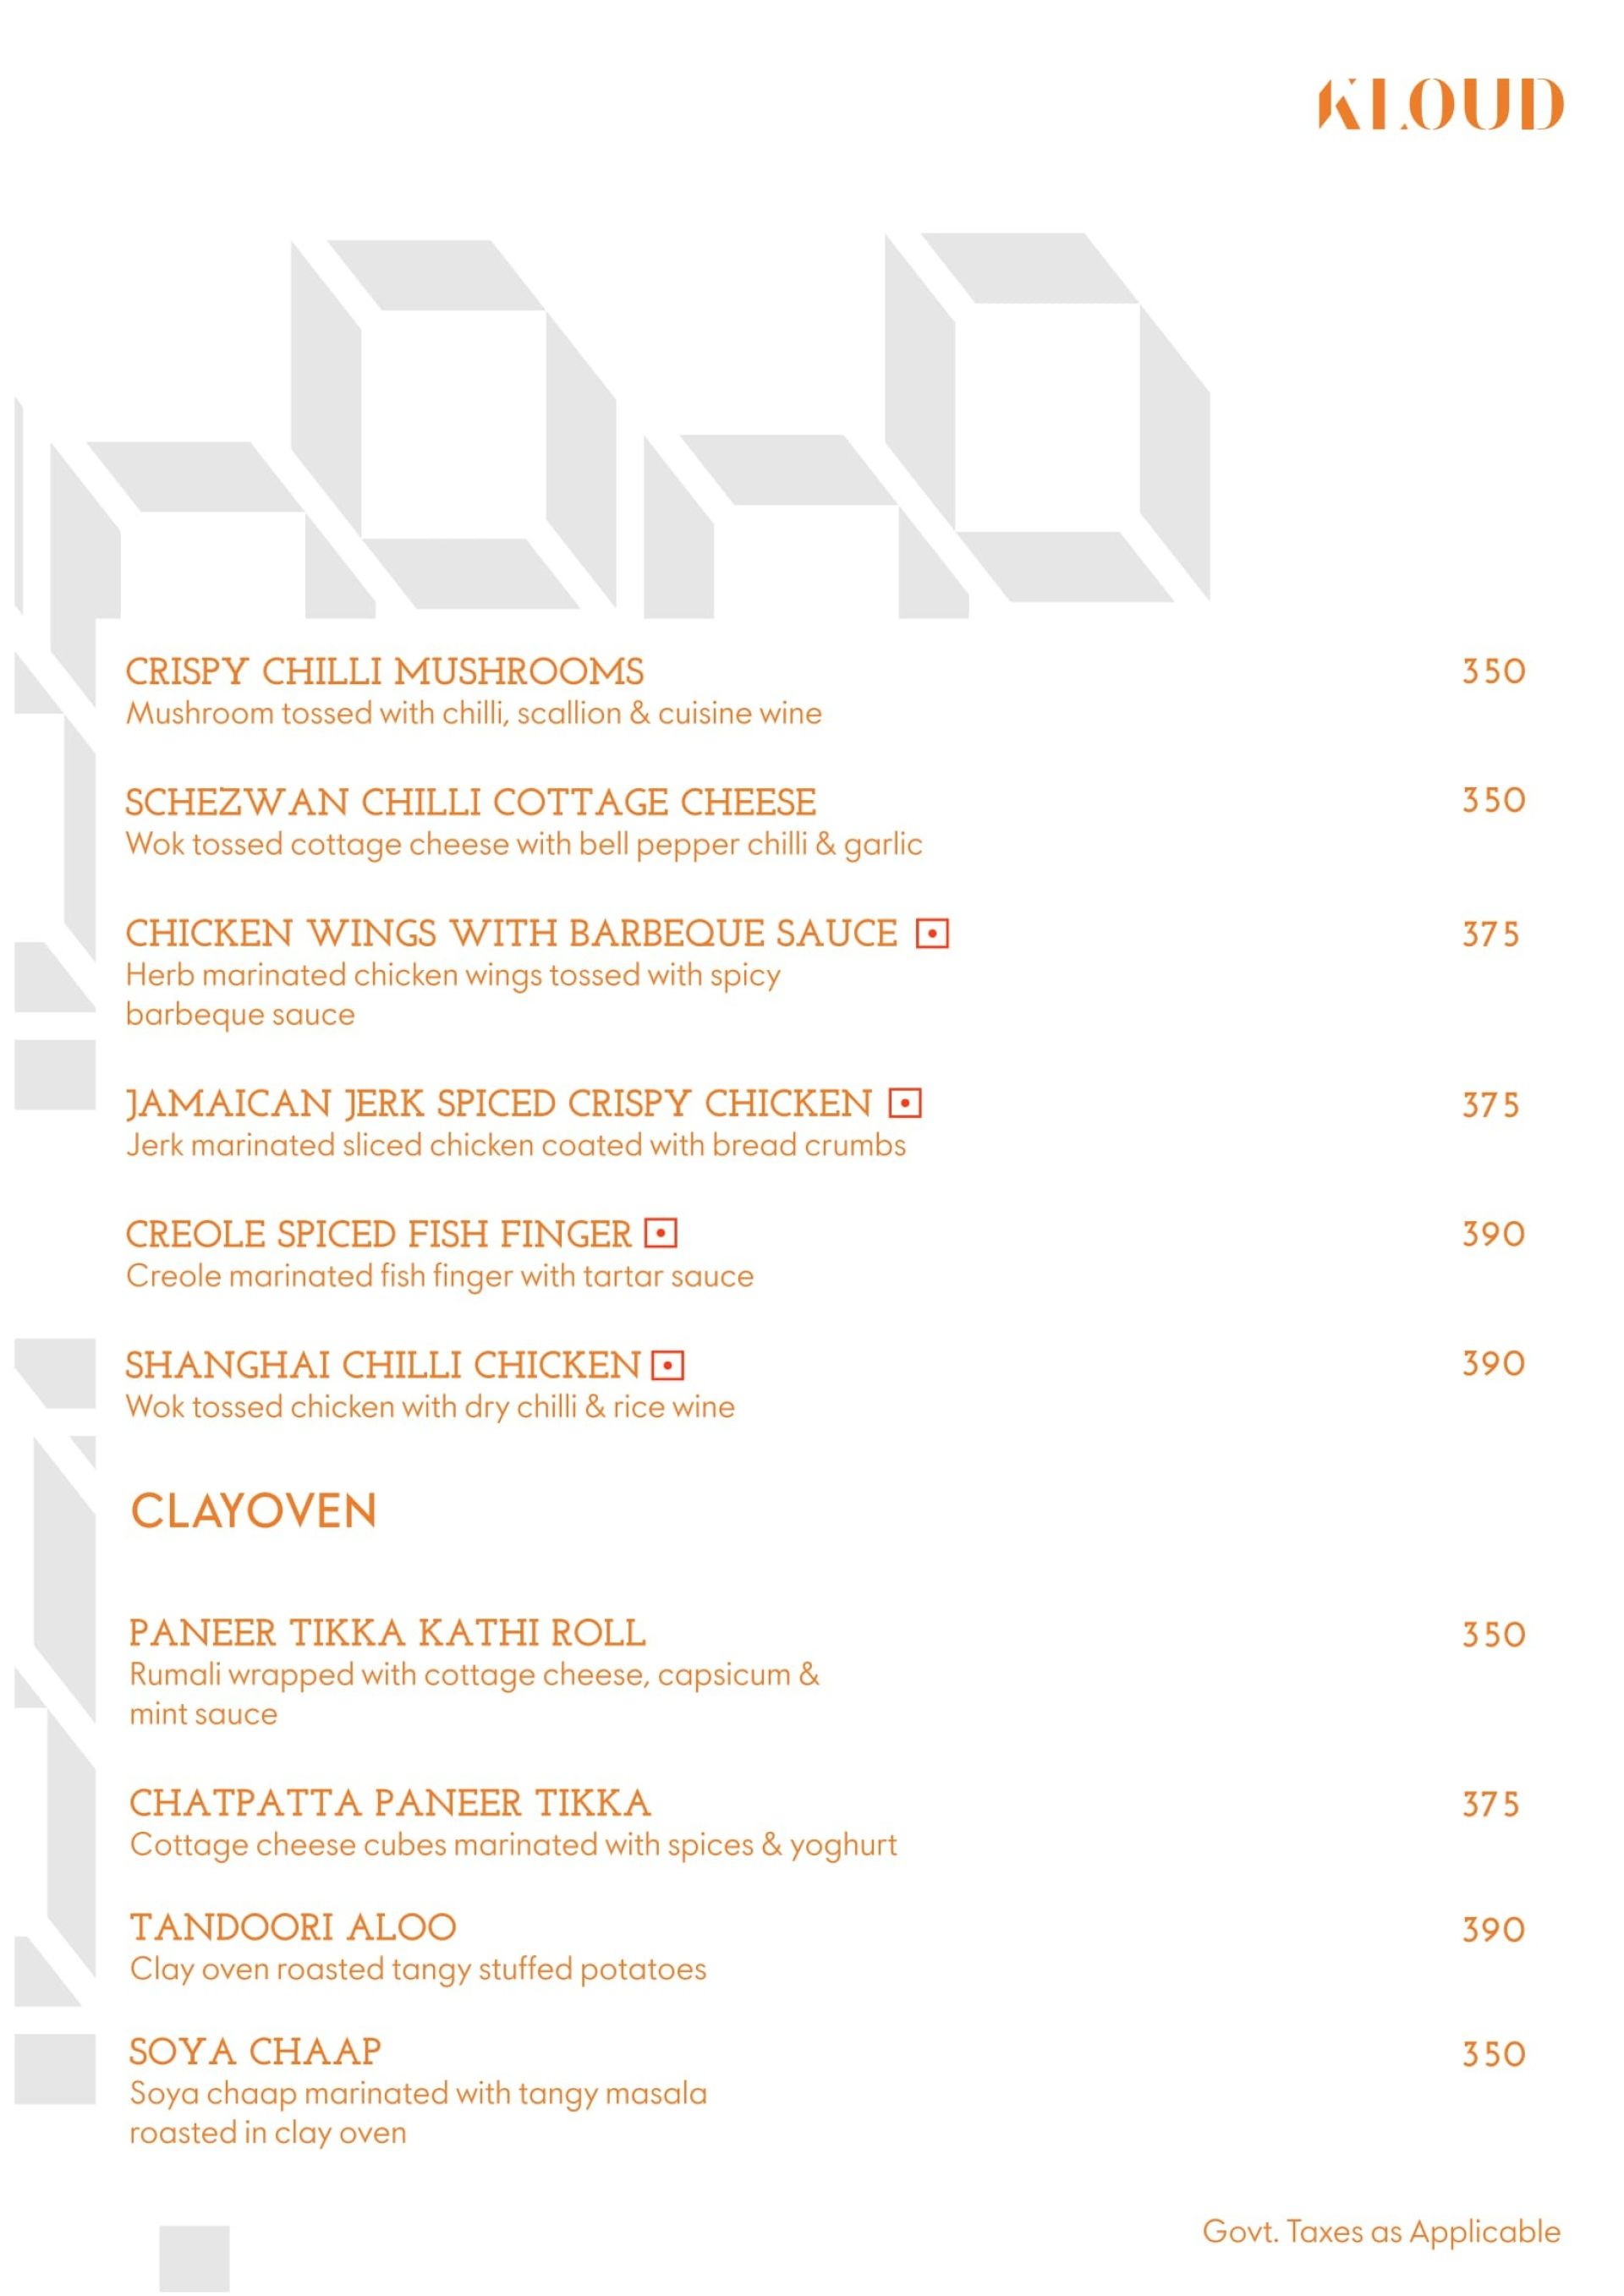 KLOUD
CRISPY CHILLI MUSHROOMS 350
Mushroom tossed with chilli, scallion & cuisine wine
SCHEZWAN CHILLI COTTAGE CHEESE 350
Wok tossed cottage cheese with bell pepper chilli & garlic
CHICKEN WINGS WITH BARBEQUE SAUCE 375
Herb marinated chicken wings tossed with spicy
barbeque sauce
JAMAICAN JERK SPICED CRISPY CHICKEN 375
Jerk marinated sliced chicken coated with bread crumbs
CREOLE SPICED FISH FINGER 390
Creole marinated fish finger with tartar sauce
SHANGHAI CHILLI CHICKEN 390
Wok tossed chicken with dry chilli & rice wine
CLAYOVEN
PANEER TIKKA KATHI ROLL 350
Rumali wrapped with cottage cheese, capsicum &
mint sauce
CHATPATTA PANEER TIKKA 375
Cottage cheese cubes marinated with spices & yoghurt
TANDOORI ALOO 390
Clay oven roasted tangy stuffed potatoes
SOYA CHAAP 350
Soya chaap marinated with tangy masala
roasted in clay oven
Govt. Taxes as Applicable